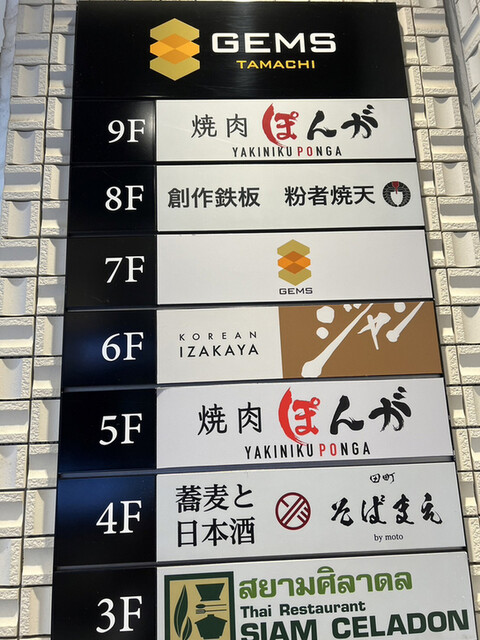 GEMS
TAMACHI
9F
焼肉 ぽんが
YAKINIKU PONGA
8F
創作鉄板 粉者焼天
7F
GEMS
6F
KOREAN
IZAKAYA
ジャン
5F
焼肉 ぽんが
YAKINIKU PONGA
4F
蕎麦と
日本酒
田町
そばまえ
by moto
3F
สยามศิลาดล
Thai Restaurant
SIAM CELADON